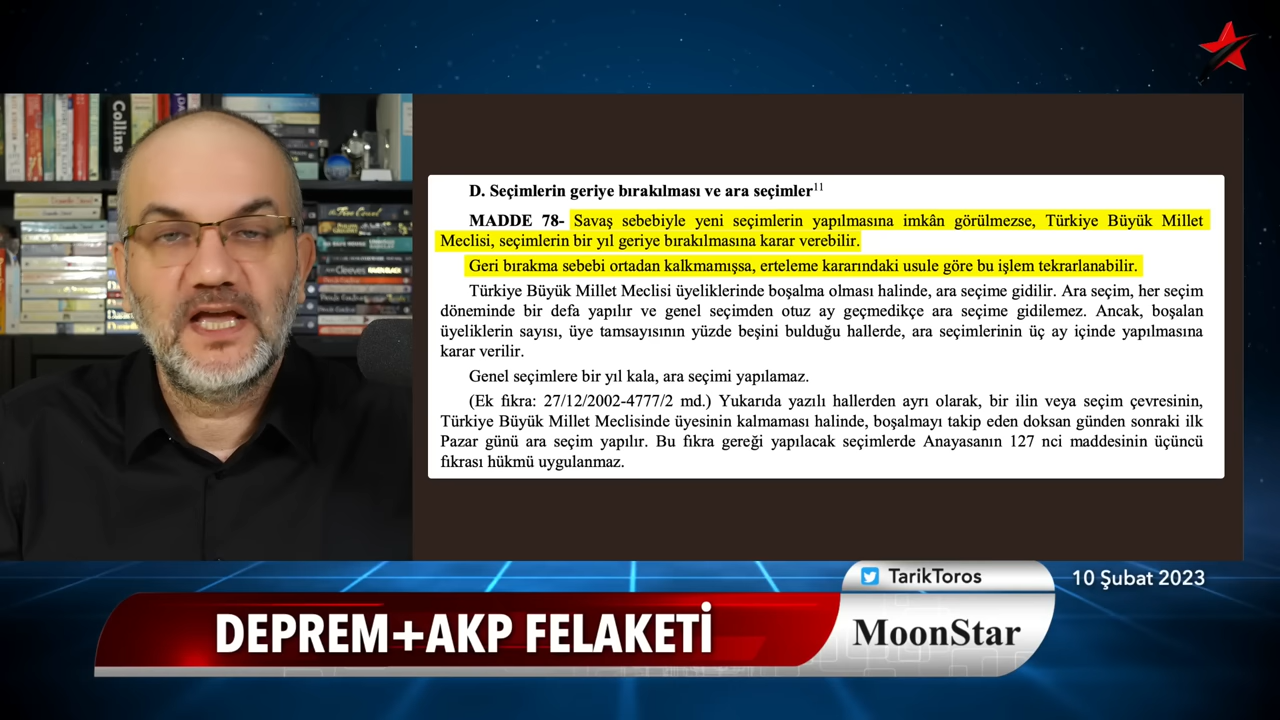 Collins
D. Seçimlerin geriye bırakılması ve ara seçimler11
MADDE 78- Savaş sebebiyle yeni seçimlerin yapılmasına imkân görülmezse, Türkiye Büyük Millet
Meclisi, seçimlerin bir yıl geriye bırakılmasına karar verebilir.
Geri bırakma sebebi ortadan kalkmamışsa, erteleme kararındaki usule göre bu işlem tekrarlanabilir.
Türkiye Büyük Millet Meclisi üyeliklerinde boşalma olması halinde, ara seçime gidilir. Ara seçim, her seçim
döneminde bir defa yapılır ve genel seçimden otuz ay geçmedikçe ara seçime gidilemez. Ancak, boşalan
üyeliklerin sayısı, üye tamsayısının yüzde beşini bulduğu hallerde, ara seçimlerinin üç ay içinde yapılmasına
karar verilir.
Genel seçimlere bir yıl kala, ara seçimi yapılamaz.
(Ek fıkra: 27/12/2002-4777/2 md.) Yukarıda yazılı hallerden ayrı olarak, bir ilin veya seçim çevresinin,
Türkiye Büyük Millet Meclisinde üyesinin kalmaması halinde, boşalmayı takip eden doksan günden sonraki ilk
Pazar günü ara seçim yapılır. Bu fıkra gereği yapılacak seçimlerde Anayasanın 127 nci maddesinin üçüncü
fıkrası hükmü uygulanmaz.
TarikToros
10 Şubat 2023
DEPREM+AKP FELAKETİ
MoonStar